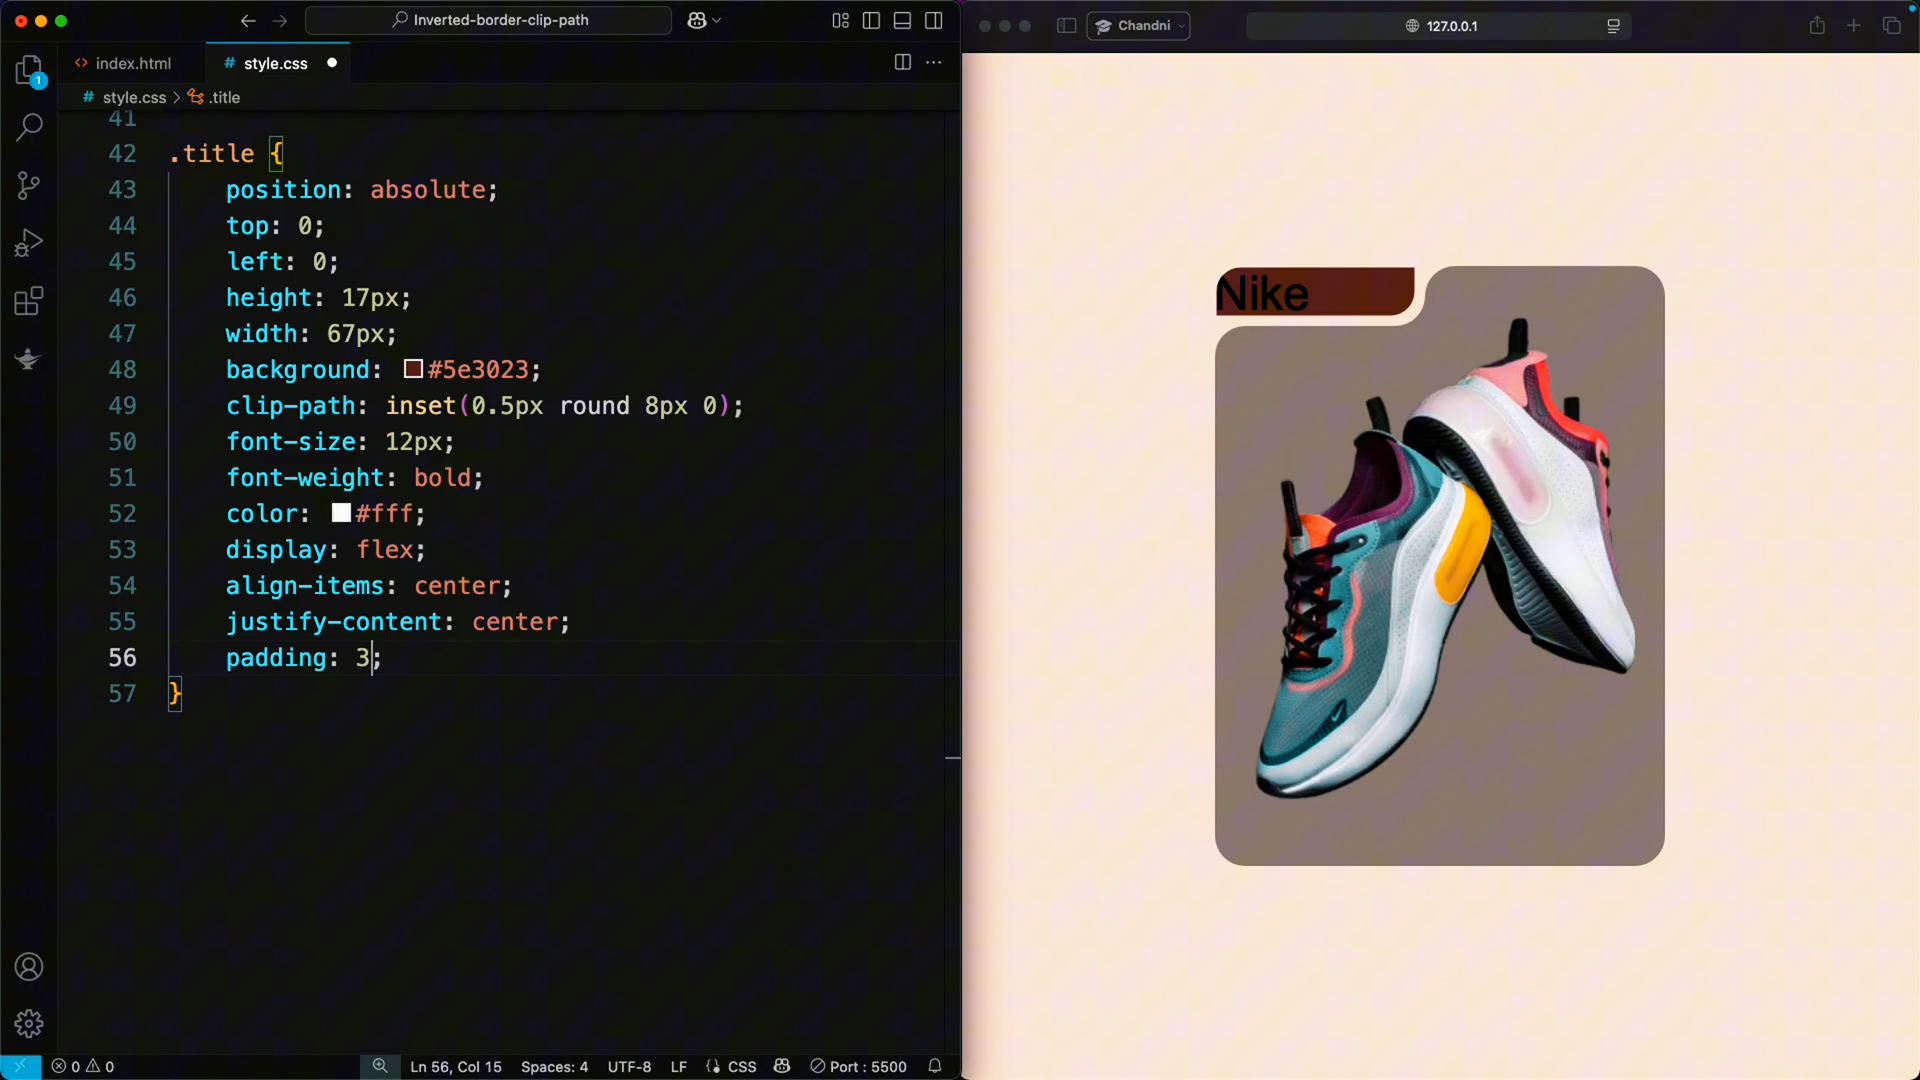 Inverted-border-clip-path
index.html
# style.css
# style.css > .title
1
41
42 .title {
43 position: absolute;
44 top: 0;
45 left: 0;
46 height: 17px;
47 width: 67px;
48 background: #5e3023;
49 clip-path: inset(0.5px round 8px 0);
50 font-size: 12px;
51 font-weight: bold;
52 color: #fff;
53 display: flex;
54 align-items: center;
55 justify-content: center;
56 padding: 3;
57 }
0 0
Ln 56, Col 15 Spaces: 4 UTF-8 LF CSS Port : 5500
Chandni
127.0.0.1
Nike